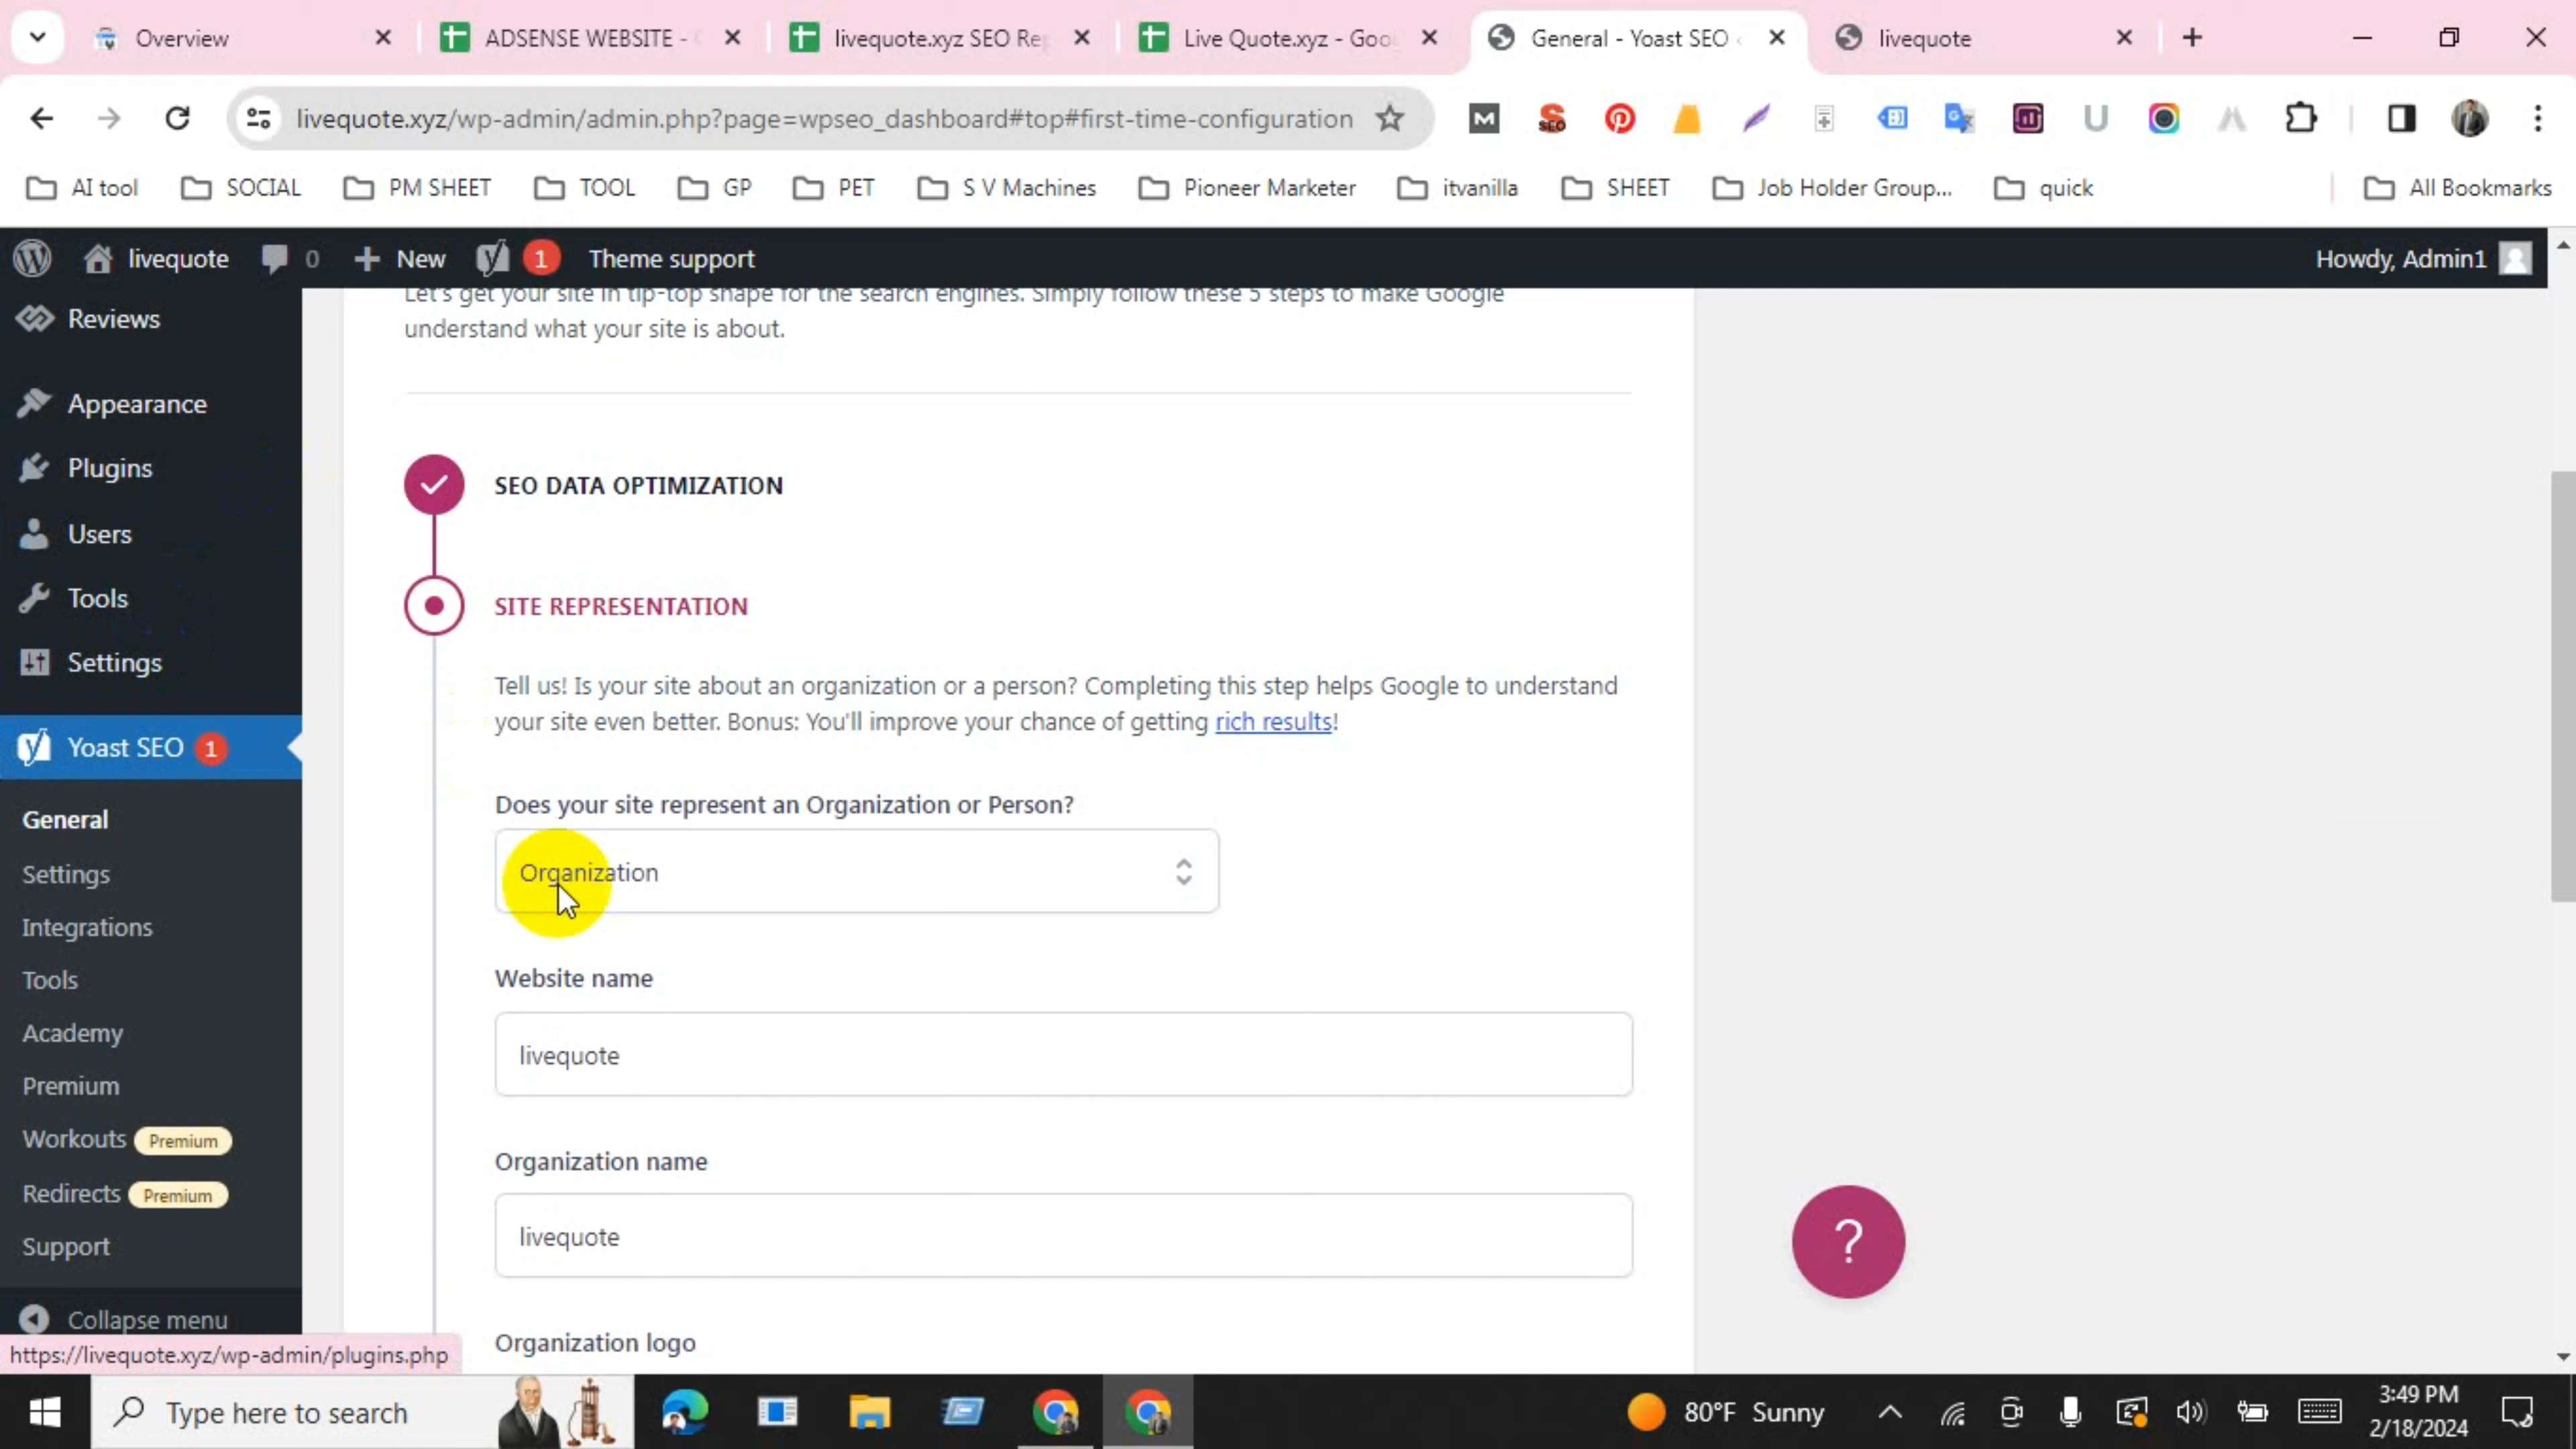 Overview
ADSENSE WEBSITE -
livequote.xyz SEO Re
Live Quote.xyz - Goo
General - Yoast SEO
livequote
livequote.xyz/wp-admin/admin.php?page=wpseo_dashboard#top#first-time-configuration
AI tool
SOCIAL
PM SHEET
TOOL
GP
PET
S V Machines
Pioneer Marketer
itvanilla
SHEET
Job Holder Group...
quick
All Bookmarks
livequote
0
New
1
Theme support
Howdy, Admin1
Reviews
Appearance
Plugins
Users
Tools
Settings
Yoast SEO 1
General
Settings
Integrations
Tools
Academy
Premium
Workouts Premium
Redirects Premium
Support
Collapse menu
https://livequote.xyz/wp-admin/plugins.php
Let's get your site in tip-top shape for the search engines. Simply follow these 5 steps to make Google
understand what your site is about.
SEO DATA OPTIMIZATION
SITE REPRESENTATION
Tell us! Is your site about an organization or a person? Completing this step helps Google to understand
your site even better. Bonus: You'll improve your chance of getting rich results!
Does your site represent an Organization or Person?
Organization
Website name
livequote
Organization name
livequote
Organization logo
?
Type here to search
80°F Sunny
3:49 PM
2/18/2024